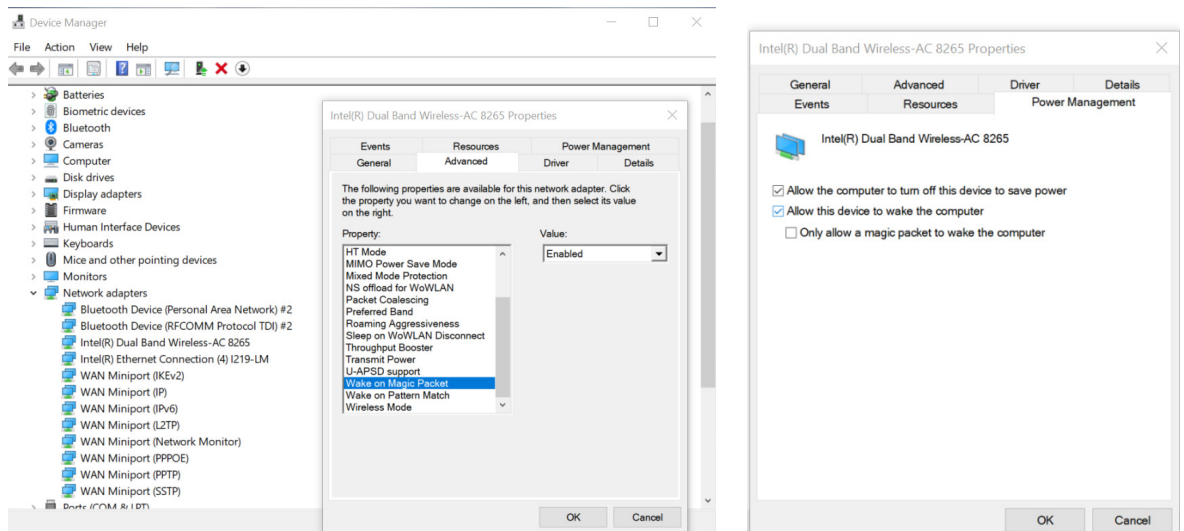 Device Manager
File Action View Help
Batteries
Biometric devices
Bluetooth
Cameras
Computer
Disk drives
Display adapters
Firmware
Human Interface Devices
Keyboards
Mice and other pointing devices
Monitors
Network adapters
Bluetooth Device (Personal Area Network) #2
Bluetooth Device (RFCOMM Protocol TDI) #2
Intel(R) Dual Band Wireless-AC 8265
Intel(R) Ethernet Connection (4) I219-LM
WAN Miniport (IKEv2)
WAN Miniport (IP)
WAN Miniport (IPv6)
WAN Miniport (L2TP)
WAN Miniport (Network Monitor)
WAN Miniport (PPPOE)
WAN Miniport (PPTP)
WAN Miniport (SSTP)
Ports (COM & LPT)
Intel(R) Dual Band Wireless-AC 8265 Properties
Events Resources Power Management
General Advanced Driver Details
The following properties are available for this network adapter. Click
the property you want to change on the left, and then select its value
on the right.
Property:
HT Mode
MIMO Power Save Mode
Mixed Mode Protection
NS offload for WoWLAN
Packet Coalescing
Preferred Band
Roaming Aggressiveness
Sleep on WoWLAN Disconnect
Throughput Booster
Transmit Power
U-APSD support
Wake on Magic Packet
Wake on Pattern Match
Wireless Mode
Value:
Enabled
OK Cancel
Intel(R) Dual Band Wireless-AC 8265 Properties
General Advanced Driver Details
Events Resources Power Management
Intel(R) Dual Band Wireless-AC 8265
Allow the computer to turn off this device to save power
Allow this device to wake the computer
Only allow a magic packet to wake the computer
OK Cancel